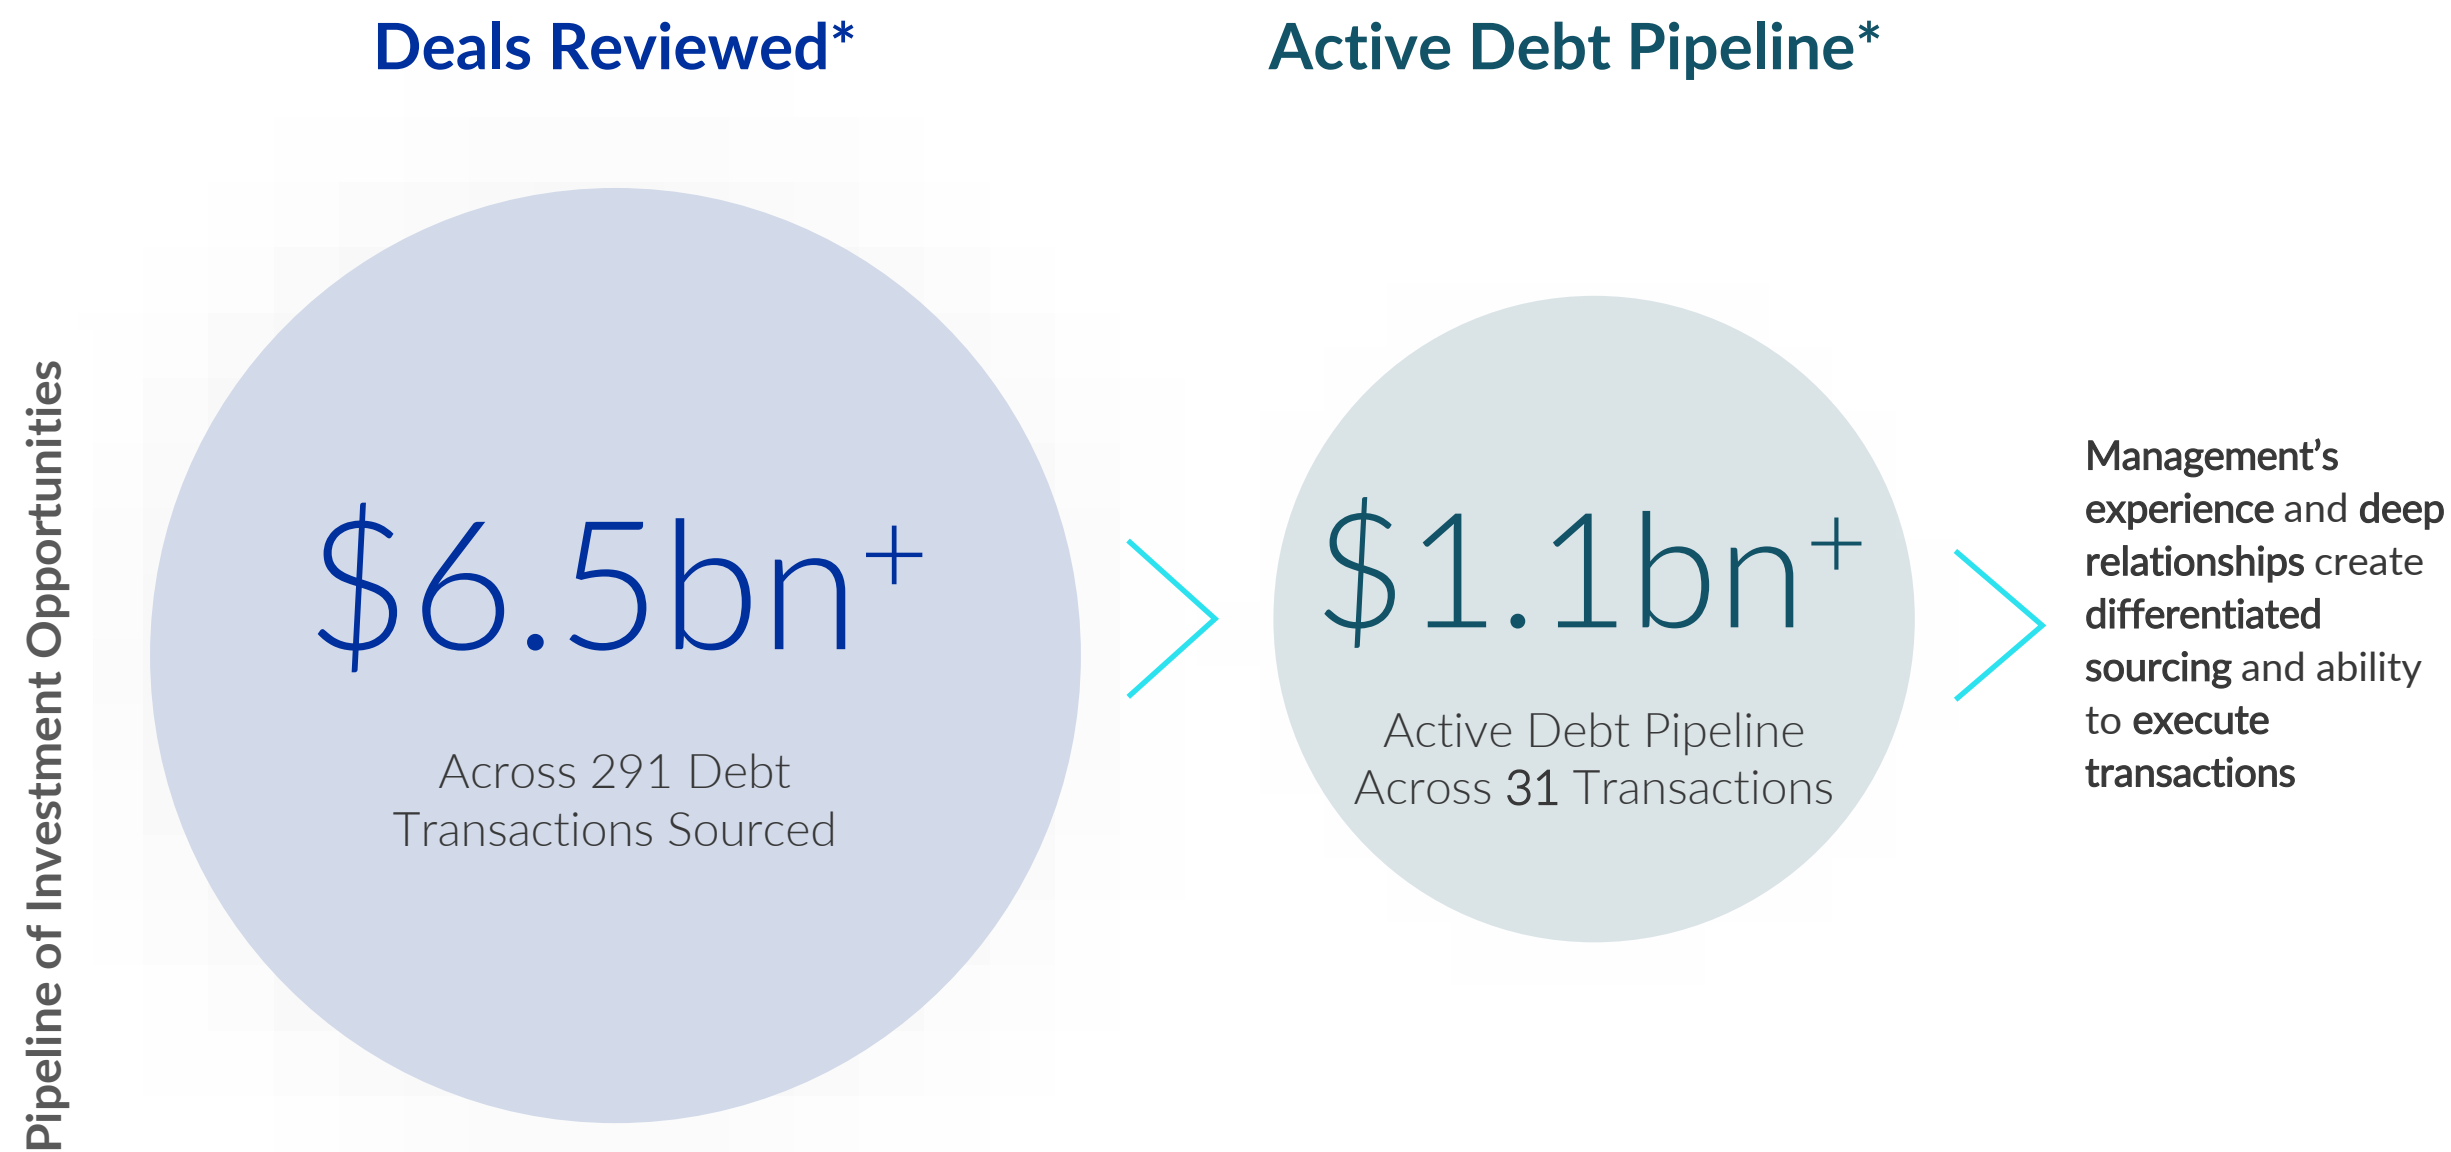 Deals Reviewed*
Active Debt Pipeline*
Pipeline of Investment Opportunities
$6.5bn+
Across 291 Debt
Transactions Sourced
$1.1bn+
Active Debt Pipeline
Across 31 Transactions
Management’s
experience and deep
relationships create
differentiated
sourcing and ability
to execute
transactions